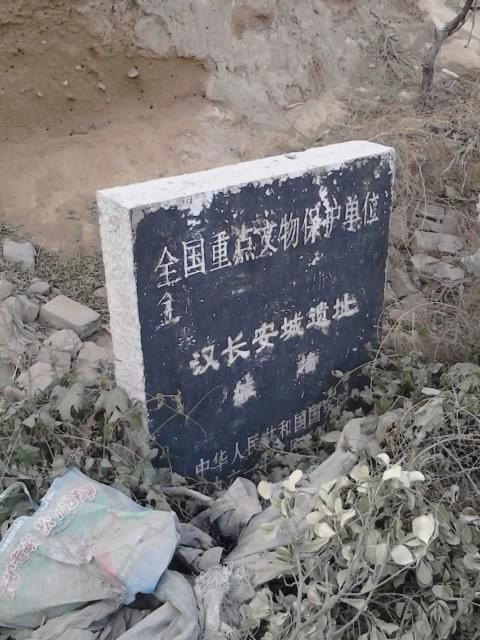 全国重点文物保护单位
汉长安城遗址
中华人民共和国国